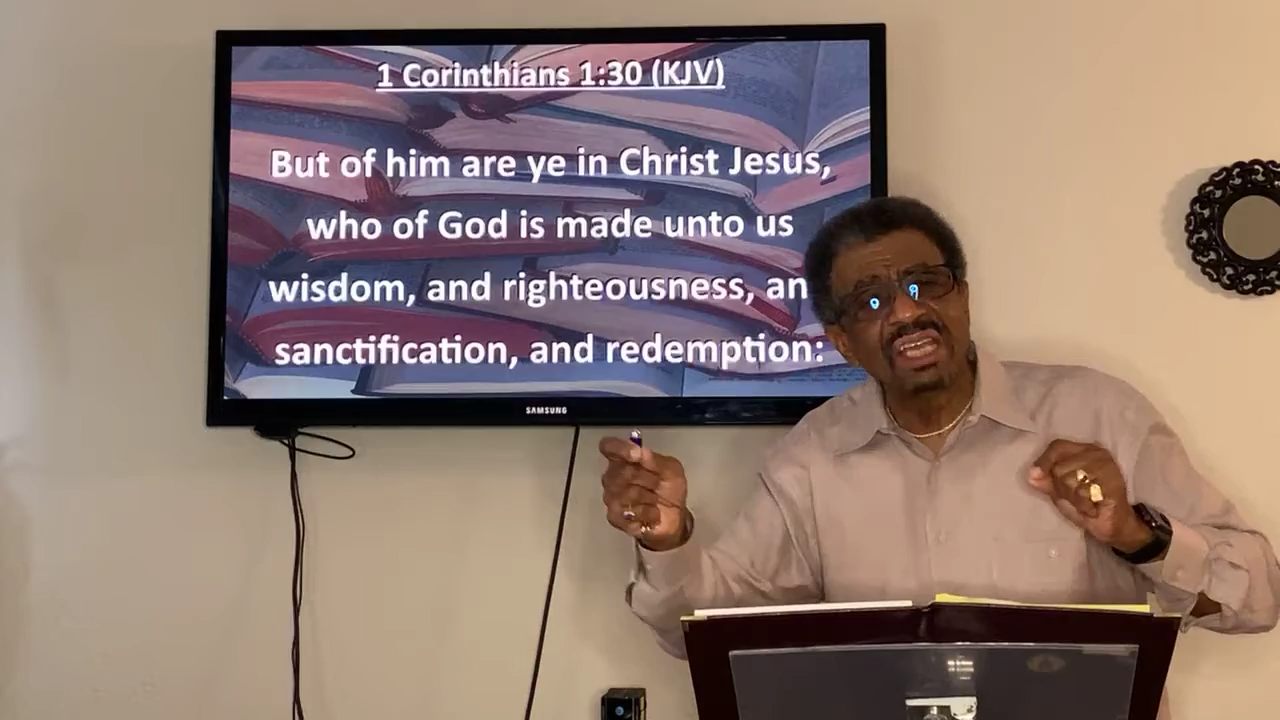 1 Corinthians 1:30 (KJV)
But of him are ye in Christ Jesus,
who of God is made unto us
wisdom, and righteousness, an
sanctification, and redemption:
SAMSUNG